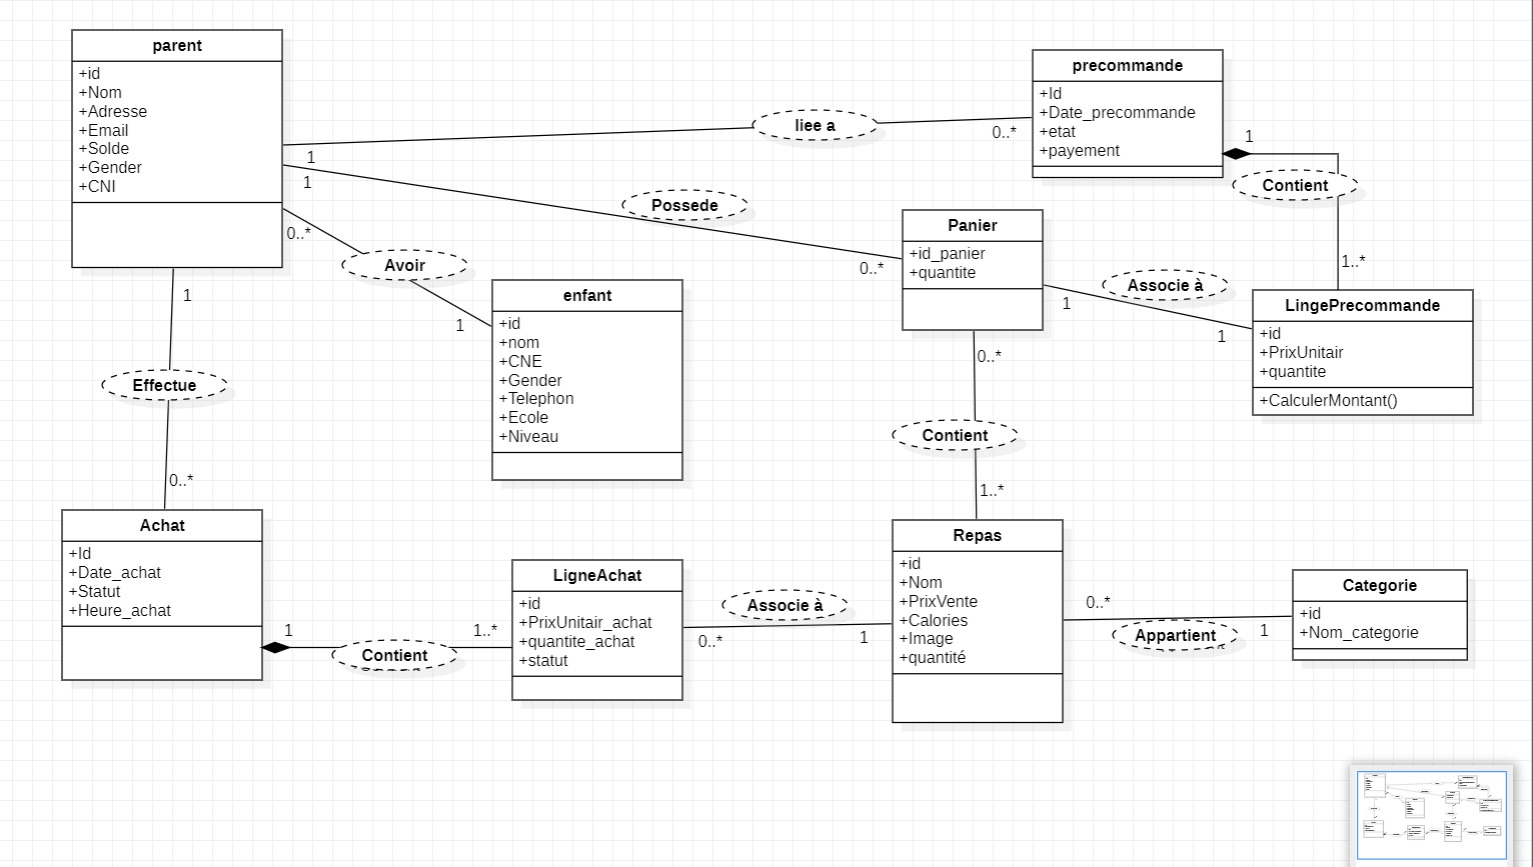 parent
+id
+Nom
+Adresse
+Email
+Solde
+Gender
+CNI
1
1
0..*
1
liee a
0..*
precommande
+Id
+Date_precommande
+etat
+payement
1
Contient
1..*
Possede
0..*
Panier
+id_panier
+quantite
1
Associe à
1
LingePrecommande
+id
+PrixUnitair
+quantite
+CalculerMontant()
Avoir
1
enfant
+id
+nom
+CNE
+Gender
+Telephon
+Ecole
+Niveau
0..*
Contient
1..*
Effectue
0..*
Achat
+Id
+Date_achat
+Statut
+Heure_achat
1
Contient
1..*
LigneAchat
+id
+PrixUnitair_achat
+quantite_achat
+statut
0..*
Associe à
1
Repas
+id
+Nom
+PrixVente
+Calories
+Image
+quantité
0..*
Appartient
1
Categorie
+id
+Nom_categorie